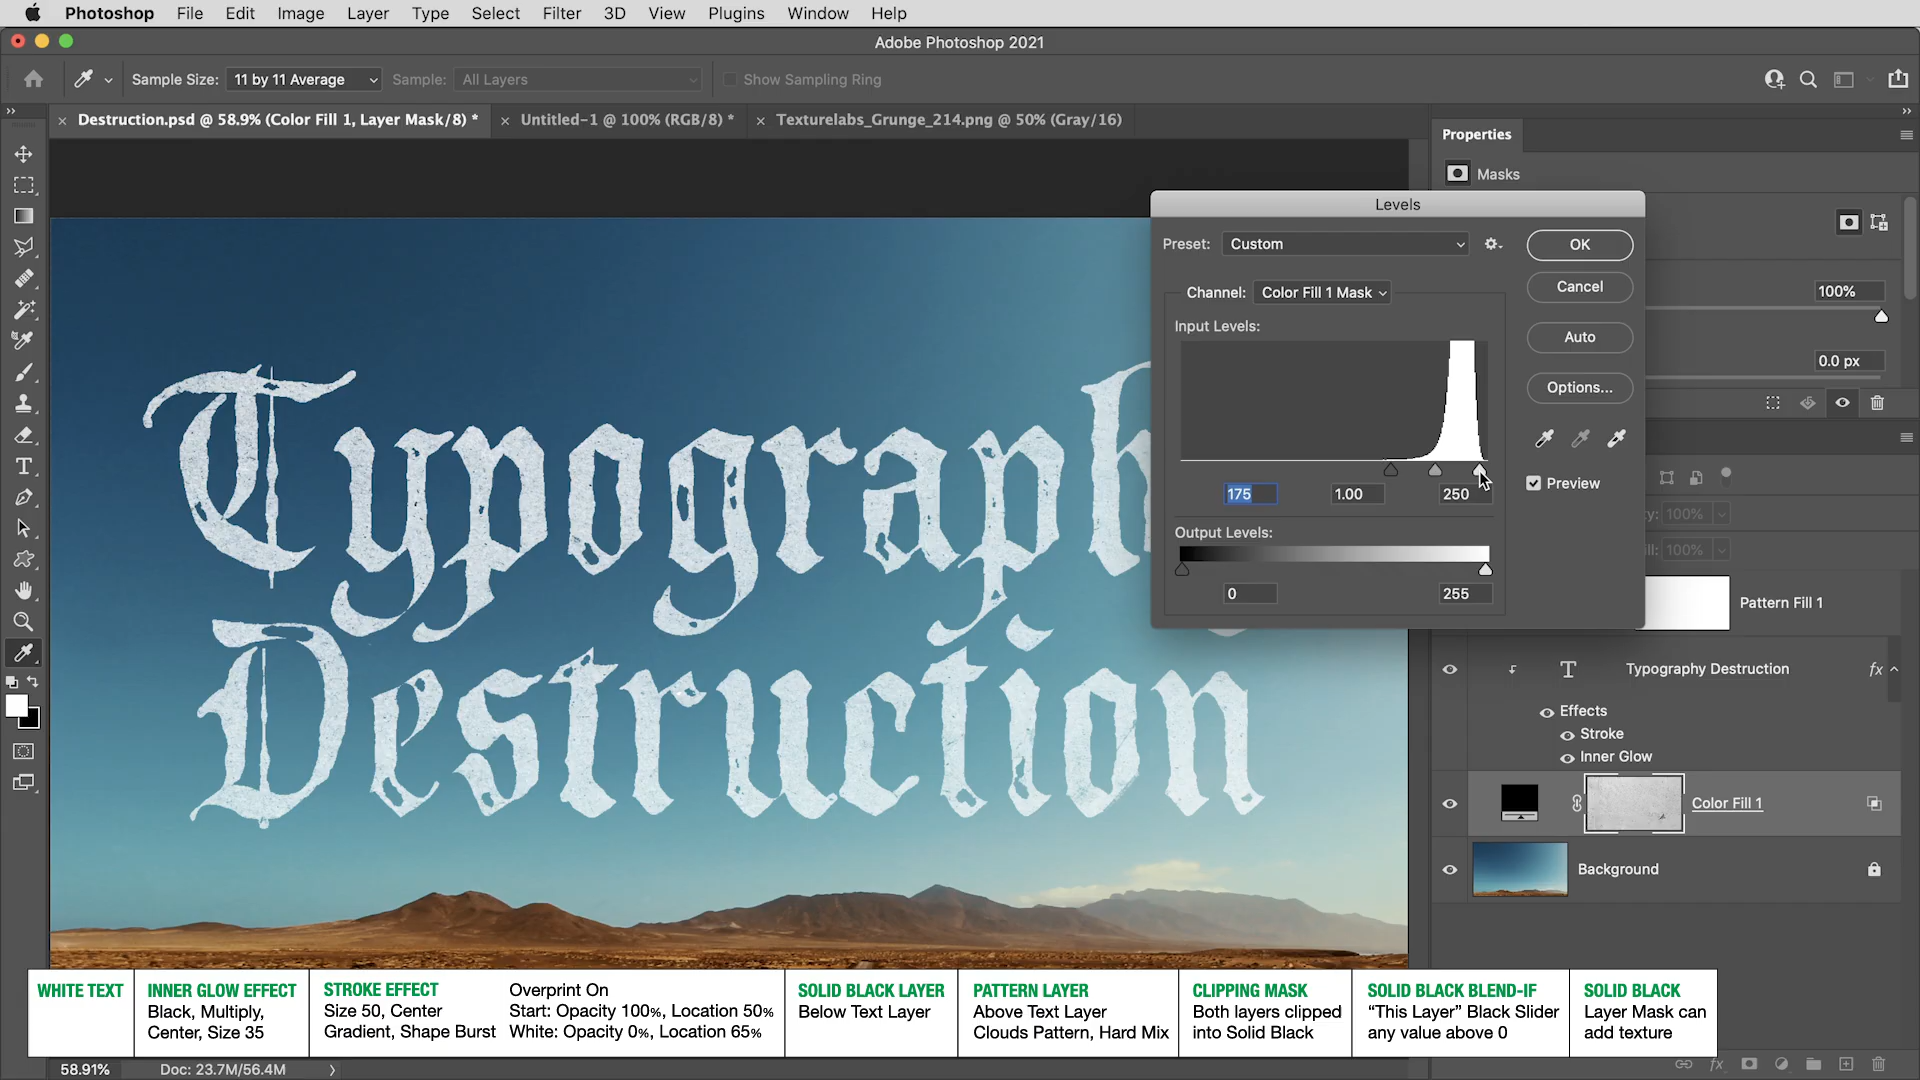 Photoshop File Edit Image Layer Type Select Filter 3D View Plugins Window Help
Adobe Photoshop 2021
Sample Size: 11 by 11 Average Sample: All Layers Show Sampling Ring
Destruction.psd @ 58.9% (Color Fill 1, Layer Mask/8) * Untitled-1 @ 100% (RGB/8) * Texturelabs_Grunge_214.png @ 50% (Gray/16)
Properties
Masks
Levels
Preset: Custom OK
Channel: Color Fill 1 Mask Cancel
100%
Input Levels:
Auto
0.0 px
Options...
Preview
175 1.00 250
Output Levels:
0 255
100%
100%
Pattern Fill 1
Typography Destruction fx
Effects
Stroke
Inner Glow
Color Fill 1
Background
Typograph
Destruction
WHITE TEXT
INNER GLOW EFFECT
Black, Multiply,
Center, Size 35
STROKE EFFECT
Size 50, Center
Gradient, Shape Burst
Overprint On
Start: Opacity 100%, Location 50%
White: Opacity 0%, Location 65%
SOLID BLACK LAYER
Below Text Layer
PATTERN LAYER
Above Text Layer
Clouds Pattern, Hard Mix
CLIPPING MASK
Both layers clipped
into Solid Black
SOLID BLACK BLEND-IF
“This Layer” Black Slider
any value above 0
SOLID BLACK
Layer Mask can
add texture
58.91% Doc: 23.7M/56.4M
fx